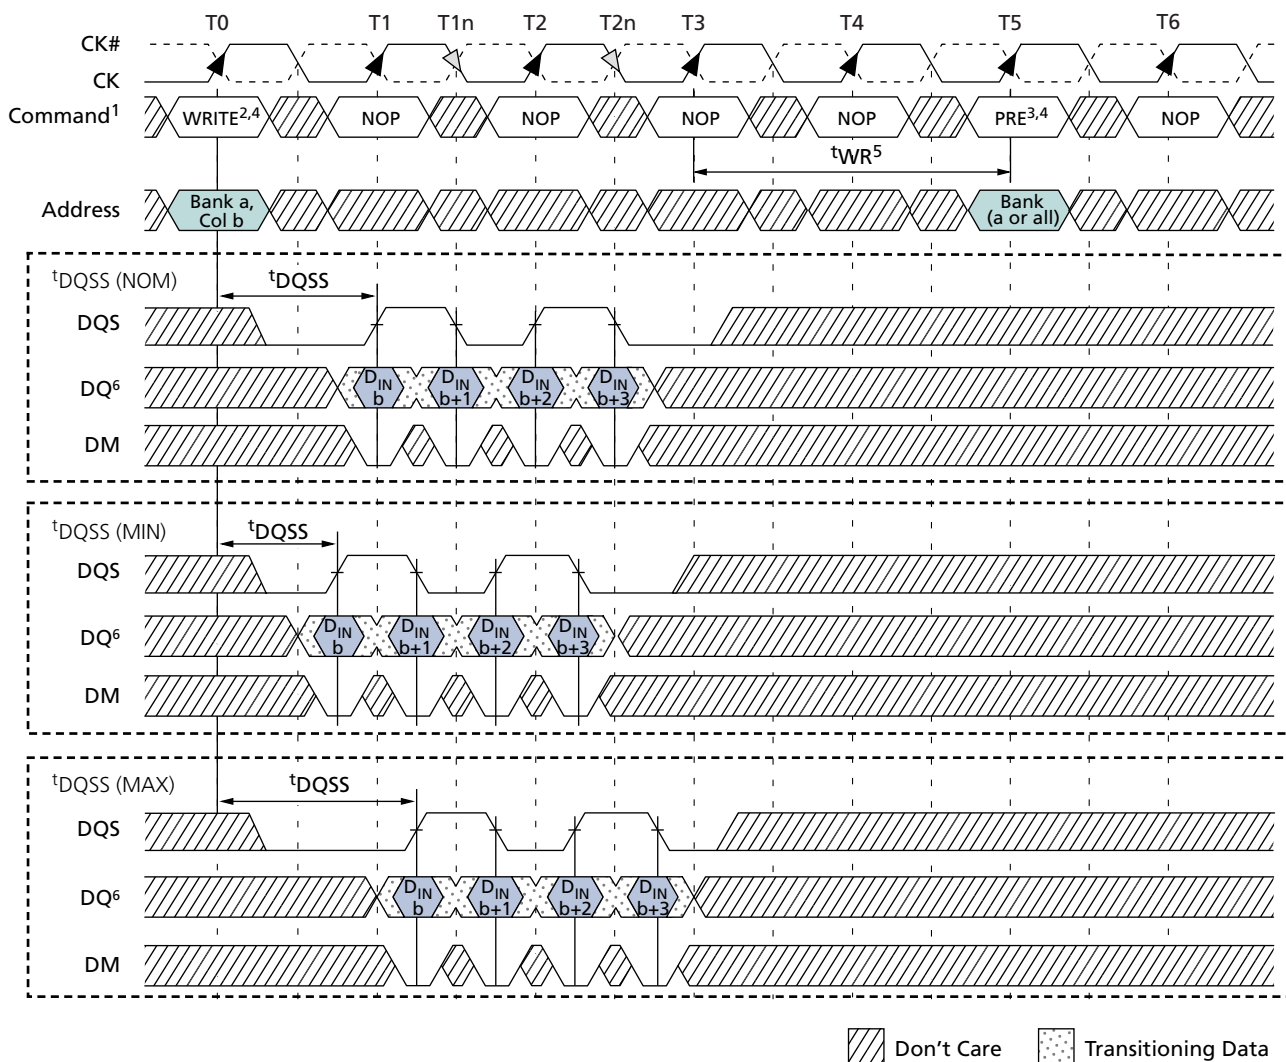 T0 T1 T1n T2 T2n T3 T4 T5 T6
CK#
CK
Command1 WRITE2,4 NOP NOP NOP NOP PRE3,4 NOP
tWR5
Address Bank a, Col b Bank (a or all)
tDQSS (NOM) tDQSS
DQS
DQ6 DIN b DIN b+1 DIN b+2 DIN b+3
DM
tDQSS (MIN) tDQSS
DQS
DQ6 DIN b DIN b+1 DIN b+2 DIN b+3
DM
tDQSS (MAX) tDQSS
DQS
DQ6 DIN b DIN b+1 DIN b+2 DIN b+3
DM
Don't Care Transitioning Data